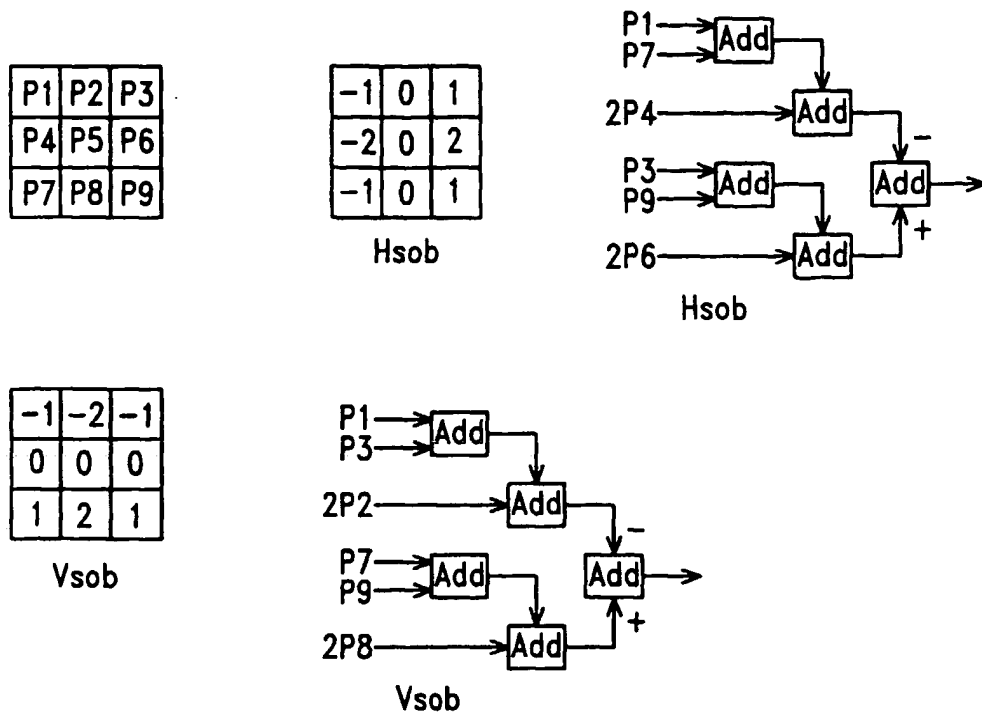 P1 P2 P3
P4 P5 P6
P7 P8 P9
-1 0 1
-2 0 2
-1 0 1
Hsob
P1
P7
Add
2P4
Add
-
P3
P9
Add
Add
+
2P6
Add
Hsob
-1 -2 -1
0 0 0
1 2 1
Vsob
P1
P3
Add
2P2
Add
-
P7
P9
Add
Add
+
2P8
Add
Vsob